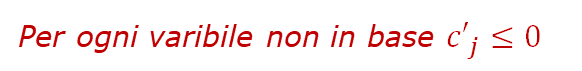 Per ogni varibile non in base c'j ≤ 0